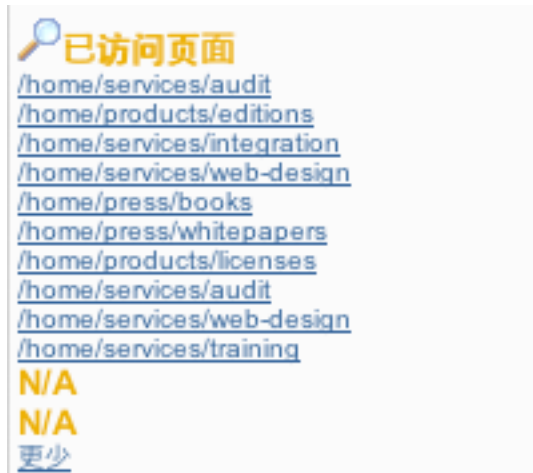 已访问页面
/home/services/audit
/home/products/editions
/home/services/integration
/home/services/web-design
/home/press/books
/home/press/whitepapers
/home/products/licenses
/home/services/audit
/home/services/web-design
/home/services/training
N/A
N/A
更少